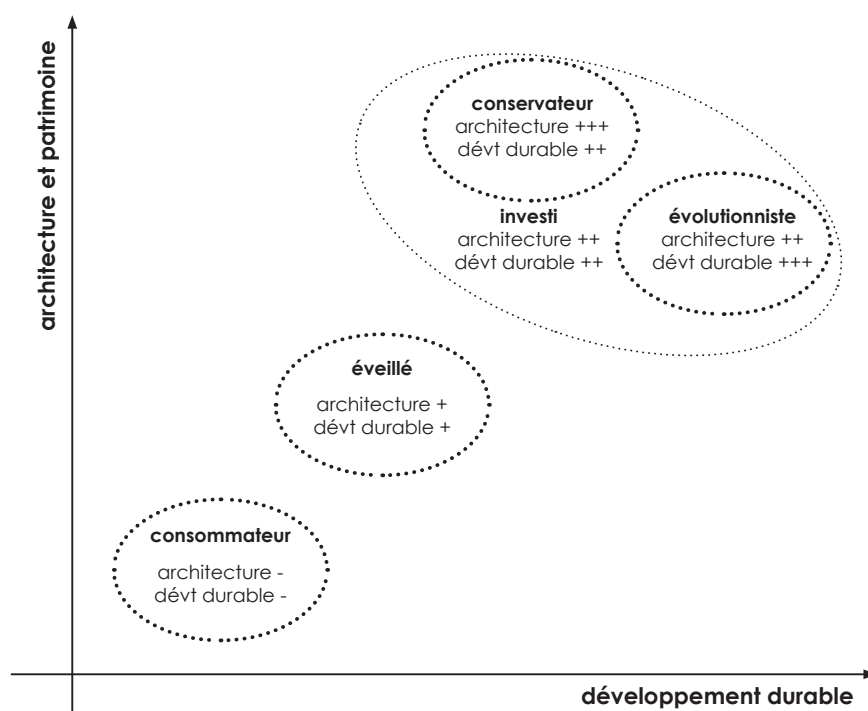 architecture et patrimoine
conservateur
architecture +++
dévt durable ++
investi
architecture ++
dévt durable ++
évolutionniste
architecture ++
dévt durable +++
éveillé
architecture +
dévt durable +
consommateur
architecture -
dévt durable -
développement durable